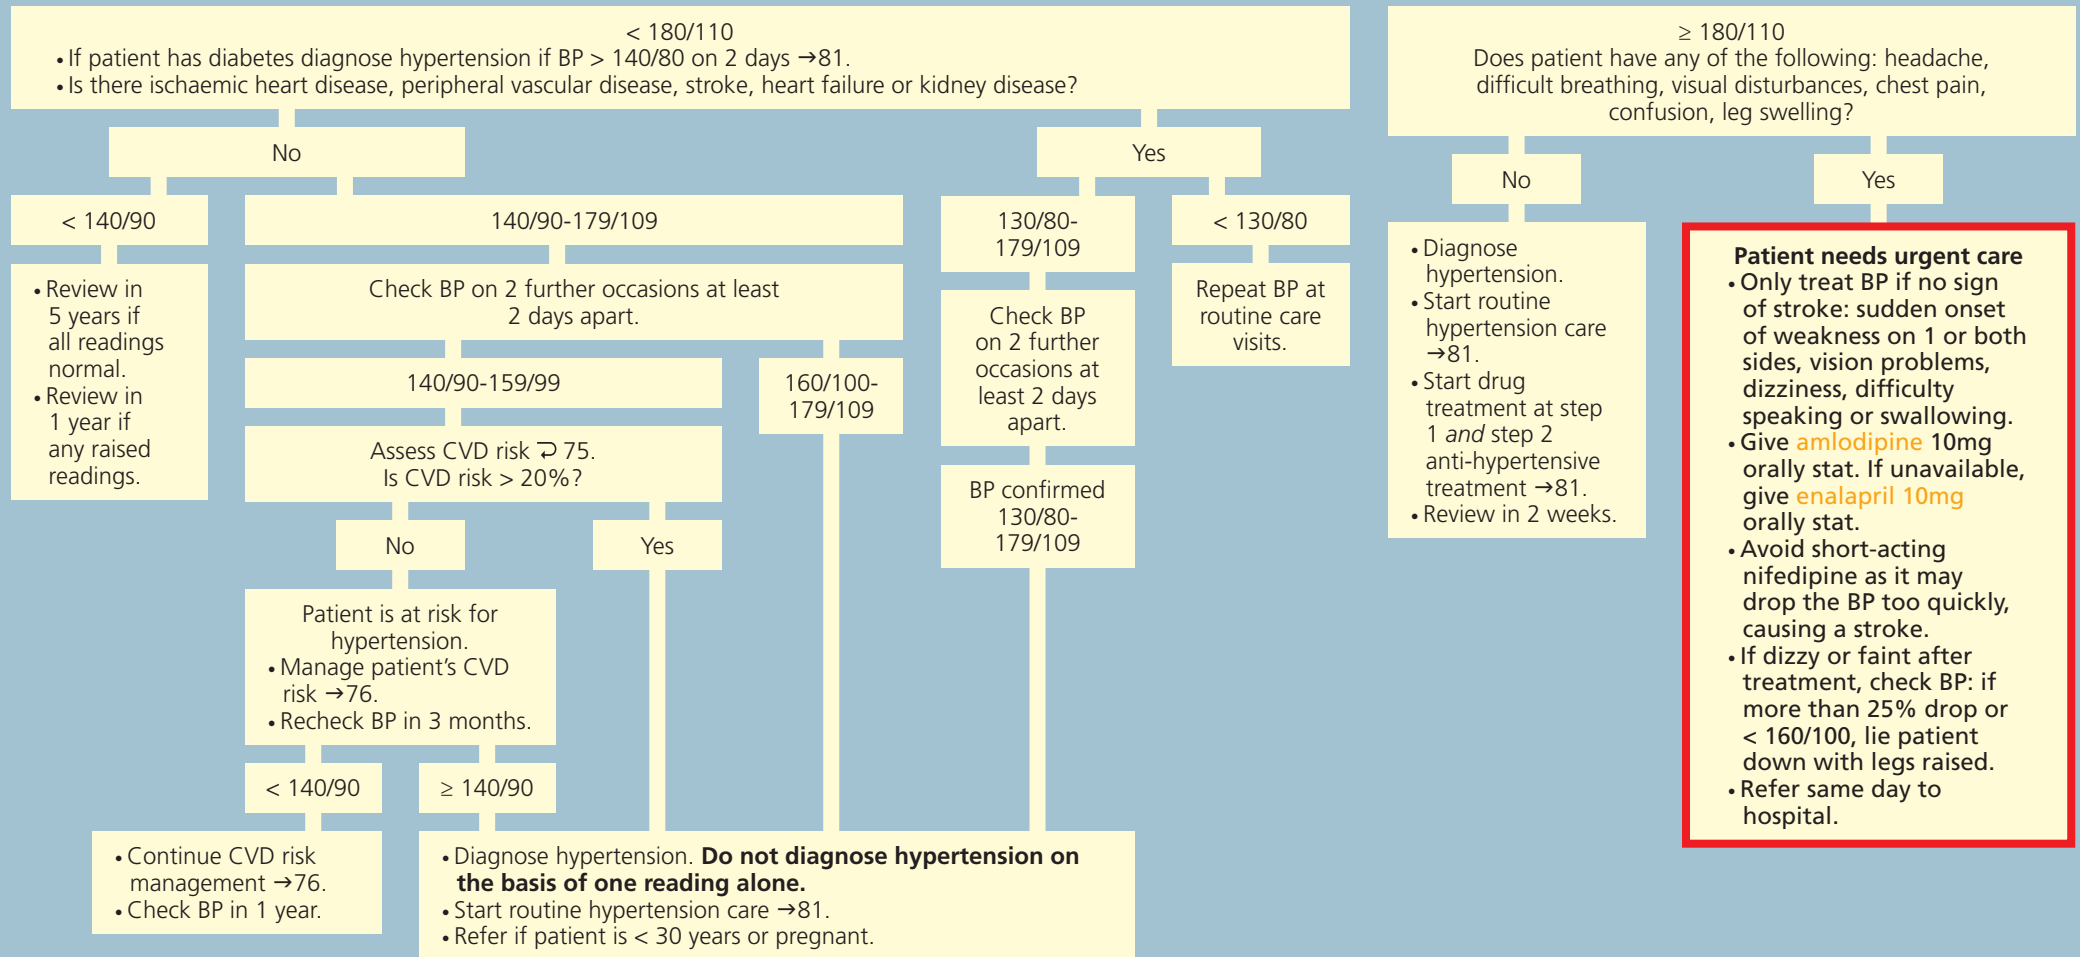 < 180/110
• If patient has diabetes diagnose hypertension if BP > 140/80 on 2 days →81.
• Is there ischaemic heart disease, peripheral vascular disease, stroke, heart failure or kidney disease?
No
Yes
< 140/90
140/90-179/109
130/80-
179/109
< 130/80
• Review in
5 years if
all readings
normal.
• Review in
1 year if
any raised
readings.
Check BP on 2 further occasions at least
2 days apart.
140/90-159/99
160/100-
179/109
Assess CVD risk ⮌ 75.
Is CVD risk > 20%?
No
Yes
Patient is at risk for
hypertension.
• Manage patient’s CVD
risk →76.
• Recheck BP in 3 months.
< 140/90
≥ 140/90
• Continue CVD risk
management →76.
• Check BP in 1 year.
Check BP
on 2 further
occasions at
least 2 days
apart.
BP confirmed
130/80-
179/109
Repeat BP at
routine care
visits.
• Diagnose hypertension. Do not diagnose hypertension on
the basis of one reading alone.
• Start routine hypertension care →81.
• Refer if patient is < 30 years or pregnant.
≥ 180/110
Does patient have any of the following: headache,
difficult breathing, visual disturbances, chest pain,
confusion, leg swelling?
No
Yes
• Diagnose
hypertension.
• Start routine
hypertension care
→81.
• Start drug
treatment at step
1 and step 2
anti-hypertensive
treatment →81.
• Review in 2 weeks.
Patient needs urgent care
• Only treat BP if no sign
of stroke: sudden onset
of weakness on 1 or both
sides, vision problems,
dizziness, difficulty
speaking or swallowing.
• Give amlodipine 10mg
orally stat. If unavailable,
give enalapril 10mg
orally stat.
• Avoid short-acting
nifedipine as it may
drop the BP too quickly,
causing a stroke.
• If dizzy or faint after
treatment, check BP: if
more than 25% drop or
< 160/100, lie patient
down with legs raised.
• Refer same day to
hospital.